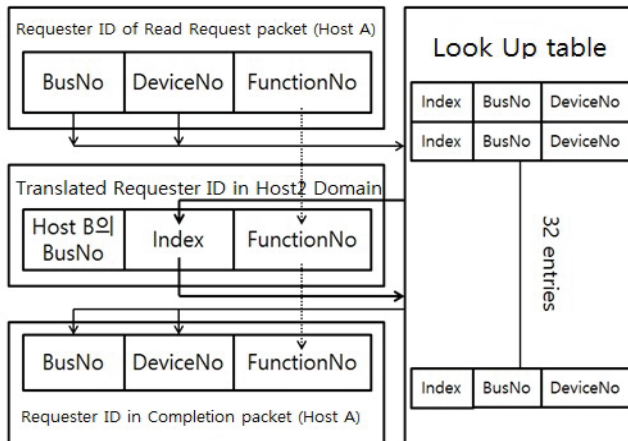 Requester ID of Read Request packet (Host A)
BusNo DeviceNo FunctionNo
Translated Requester ID in Host2 Domain
Host B의
BusNo
Index FunctionNo
BusNo DeviceNo FunctionNo
Requester ID in Completion packet (Host A)
Look Up table
Index BusNo DeviceNo
Index BusNo DeviceNo
32 entries
Index BusNo DeviceNo